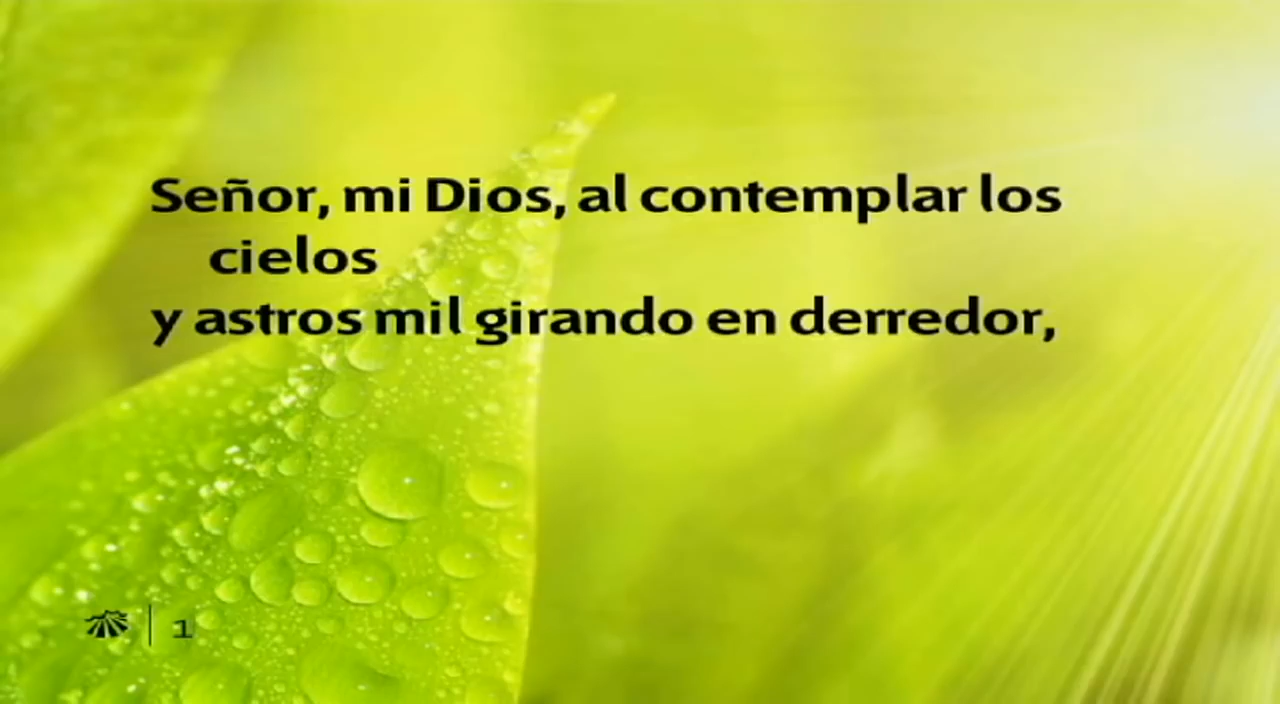 Señor, mi Dios, al contemplar los
cielos
y astros mil girando en derredor,
1